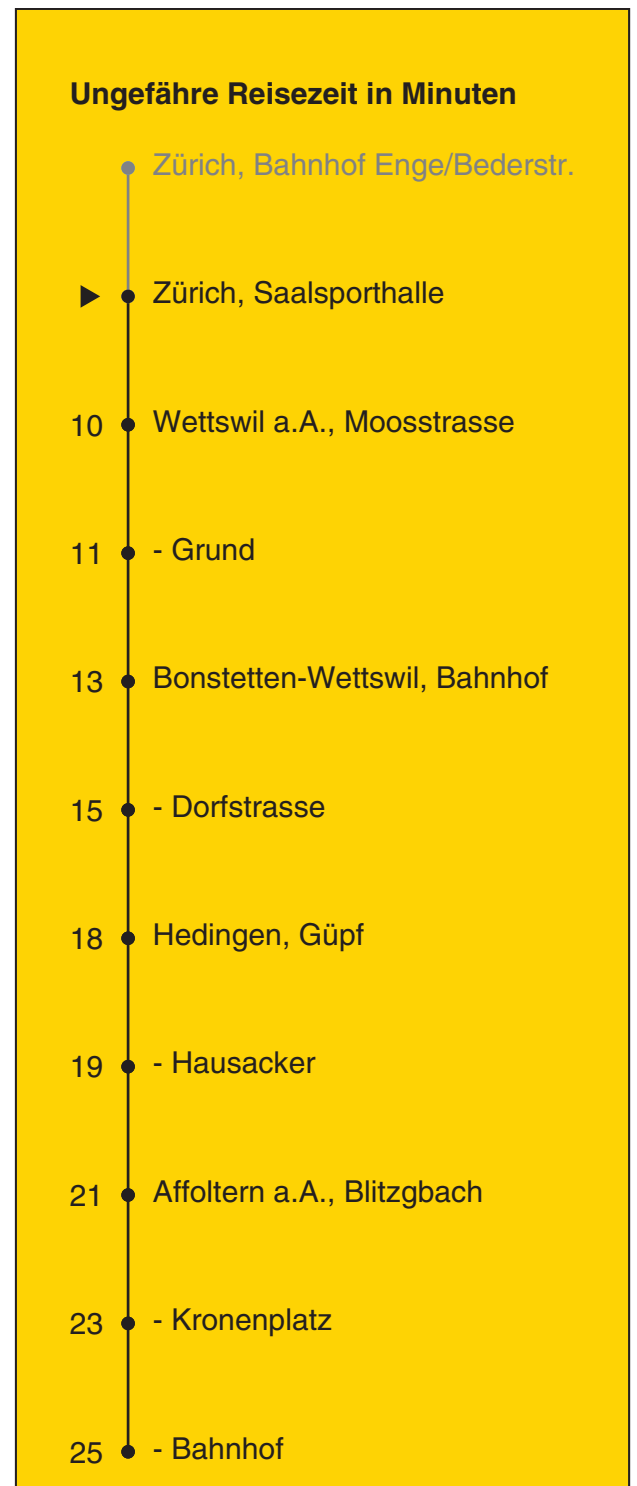 Ungefähre Reisezeit in Minuten
Zürich, Bahnhof Enge/Bederstr.
Zürich, Saalsporthalle
10 Wettswil a.A., Moosstrasse
11 - Grund
13 Bonstetten-Wettswil, Bahnhof
15 - Dorfstrasse
18 Hedingen, Güpf
19 - Hausacker
21 Affoltern a.A., Blitzgbach
23 - Kronenplatz
25 - Bahnhof